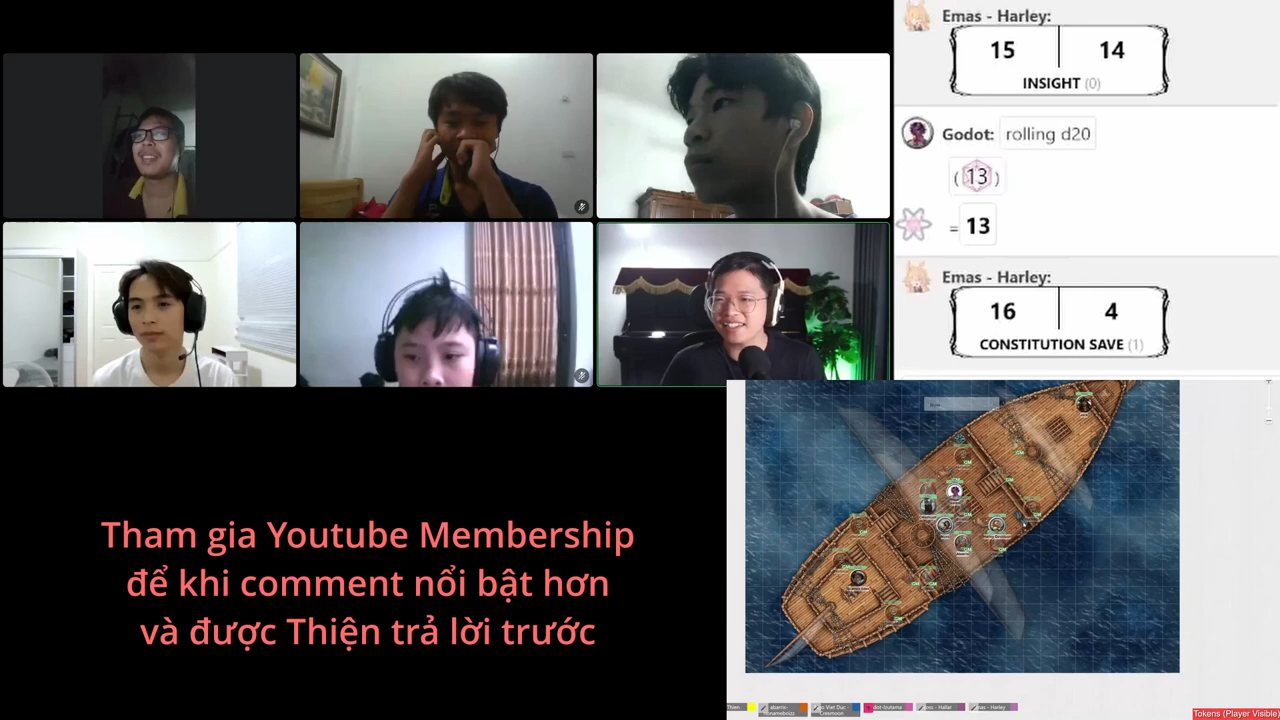 Emas - Harley:
15
14
INSIGHT (0)
Godot: rolling d20
(13)
= 13
Emas - Harley:
16
4
CONSTITUTION SAVE (1)
Tham gia Youtube Membership
để khi comment nổi bật hơn
và được Thiện trả lời trước
Tokens (Player Visible)